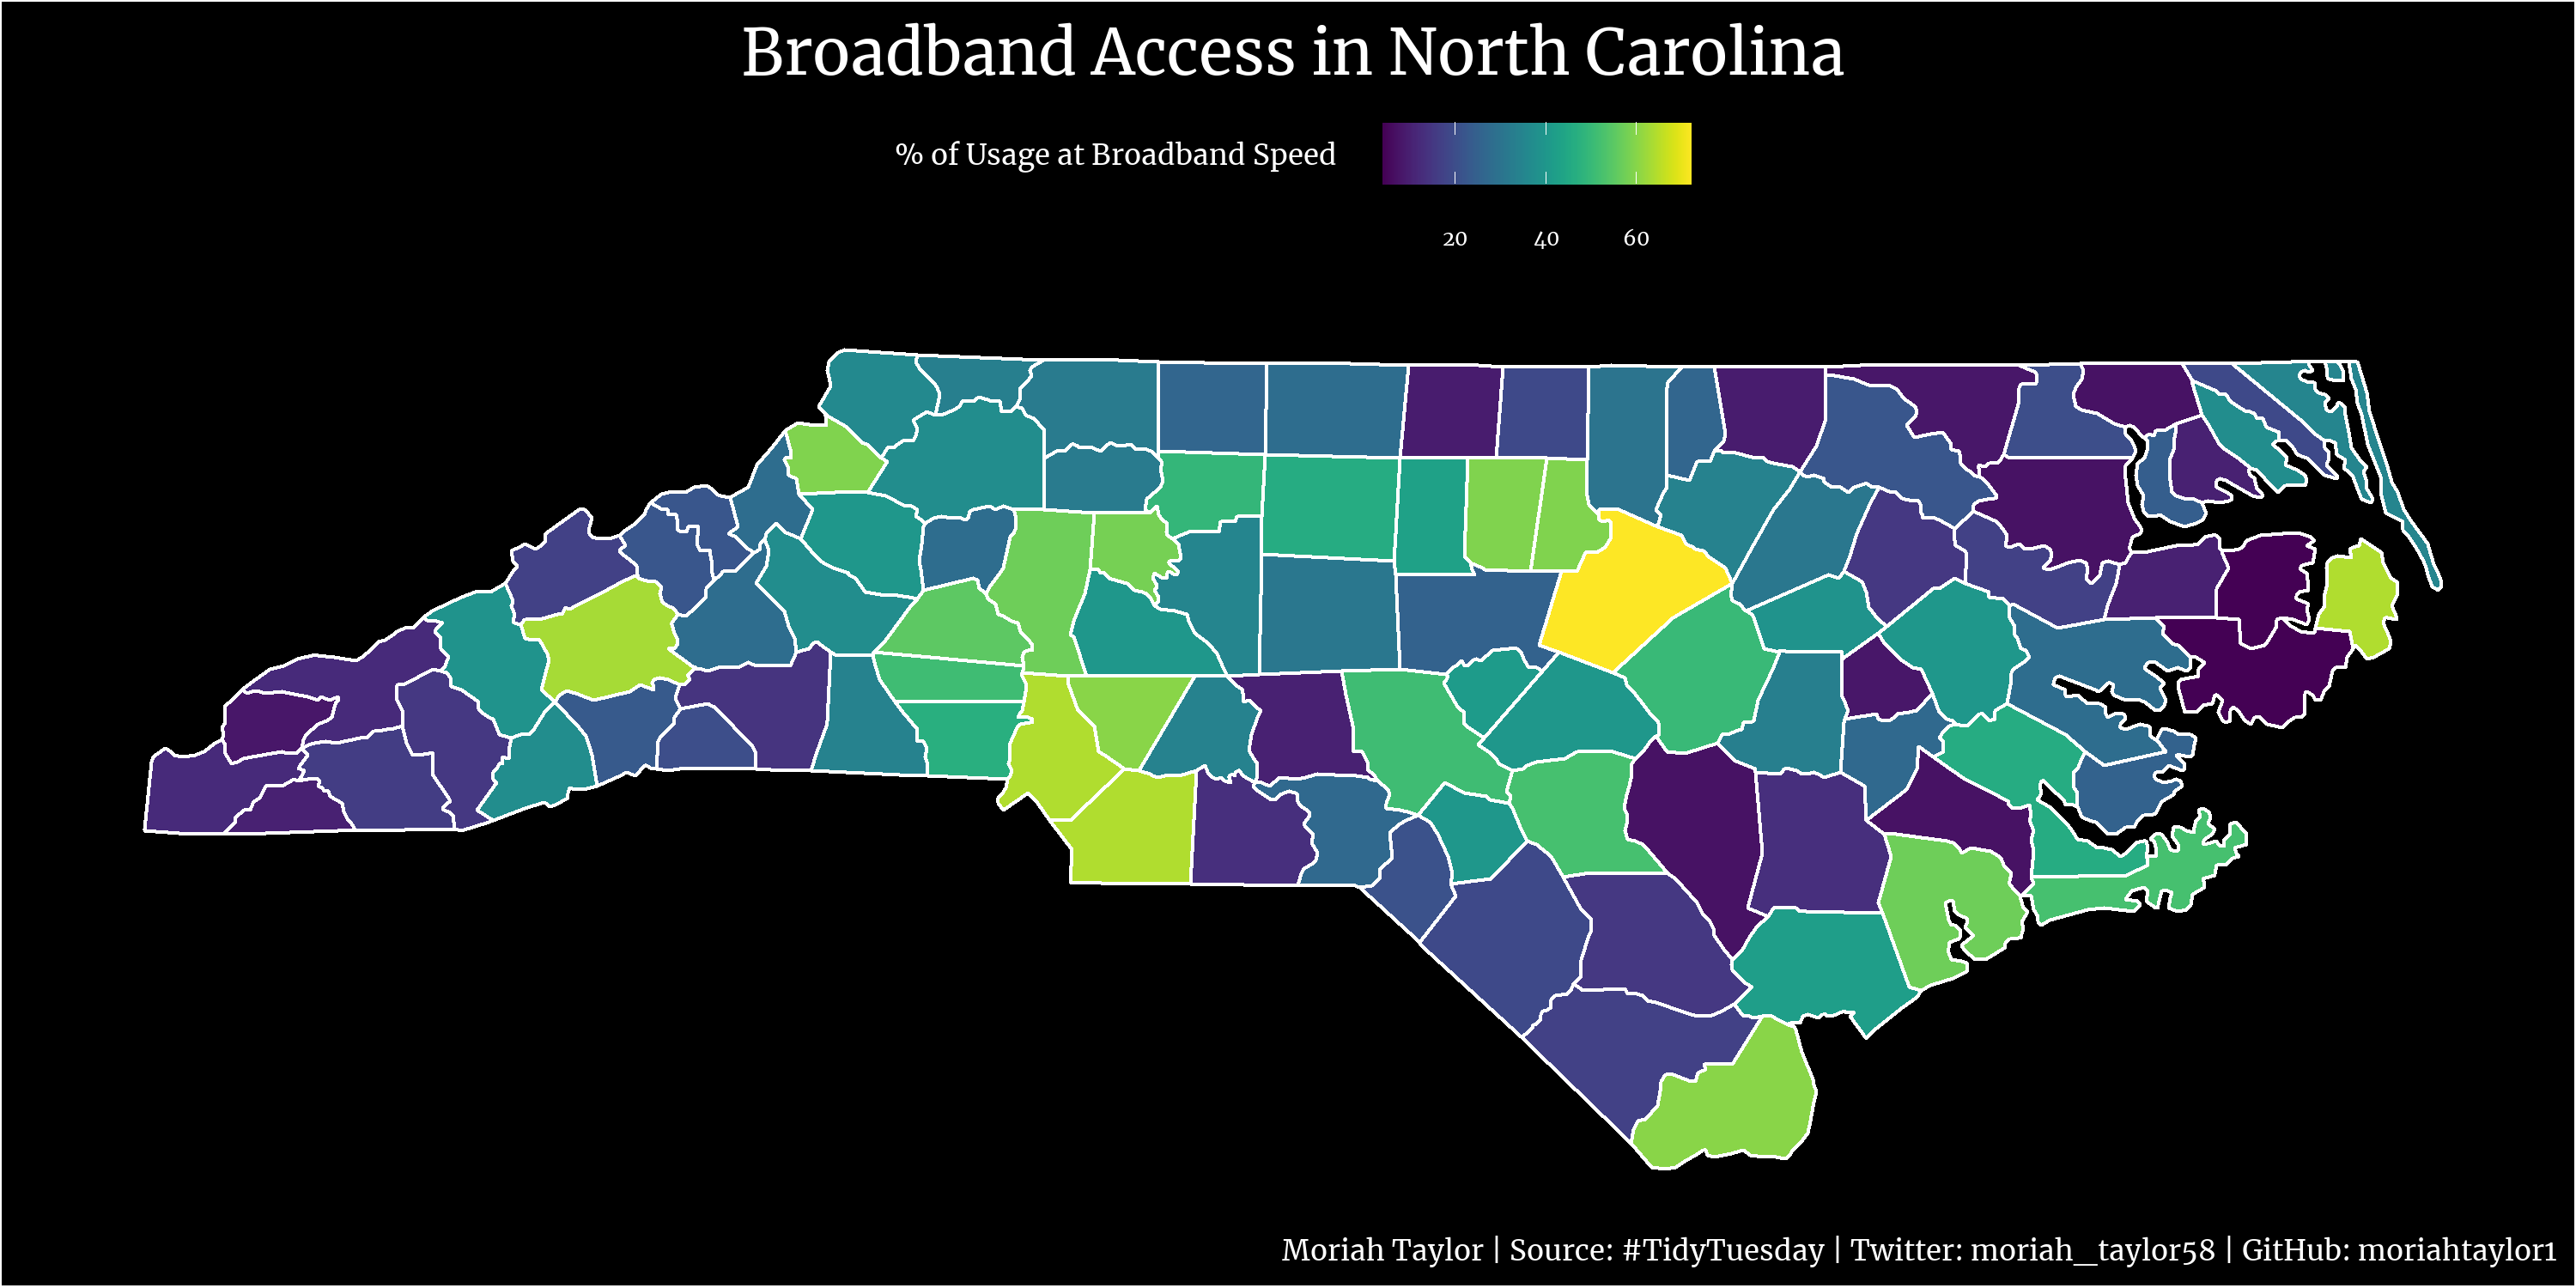 Broadband Access in North Carolina
% of Usage at Broadband Speed
20 40 60
Moriah Taylor | Source: #TidyTuesday | Twitter: moriah_taylor58 | GitHub: moriahtaylor1